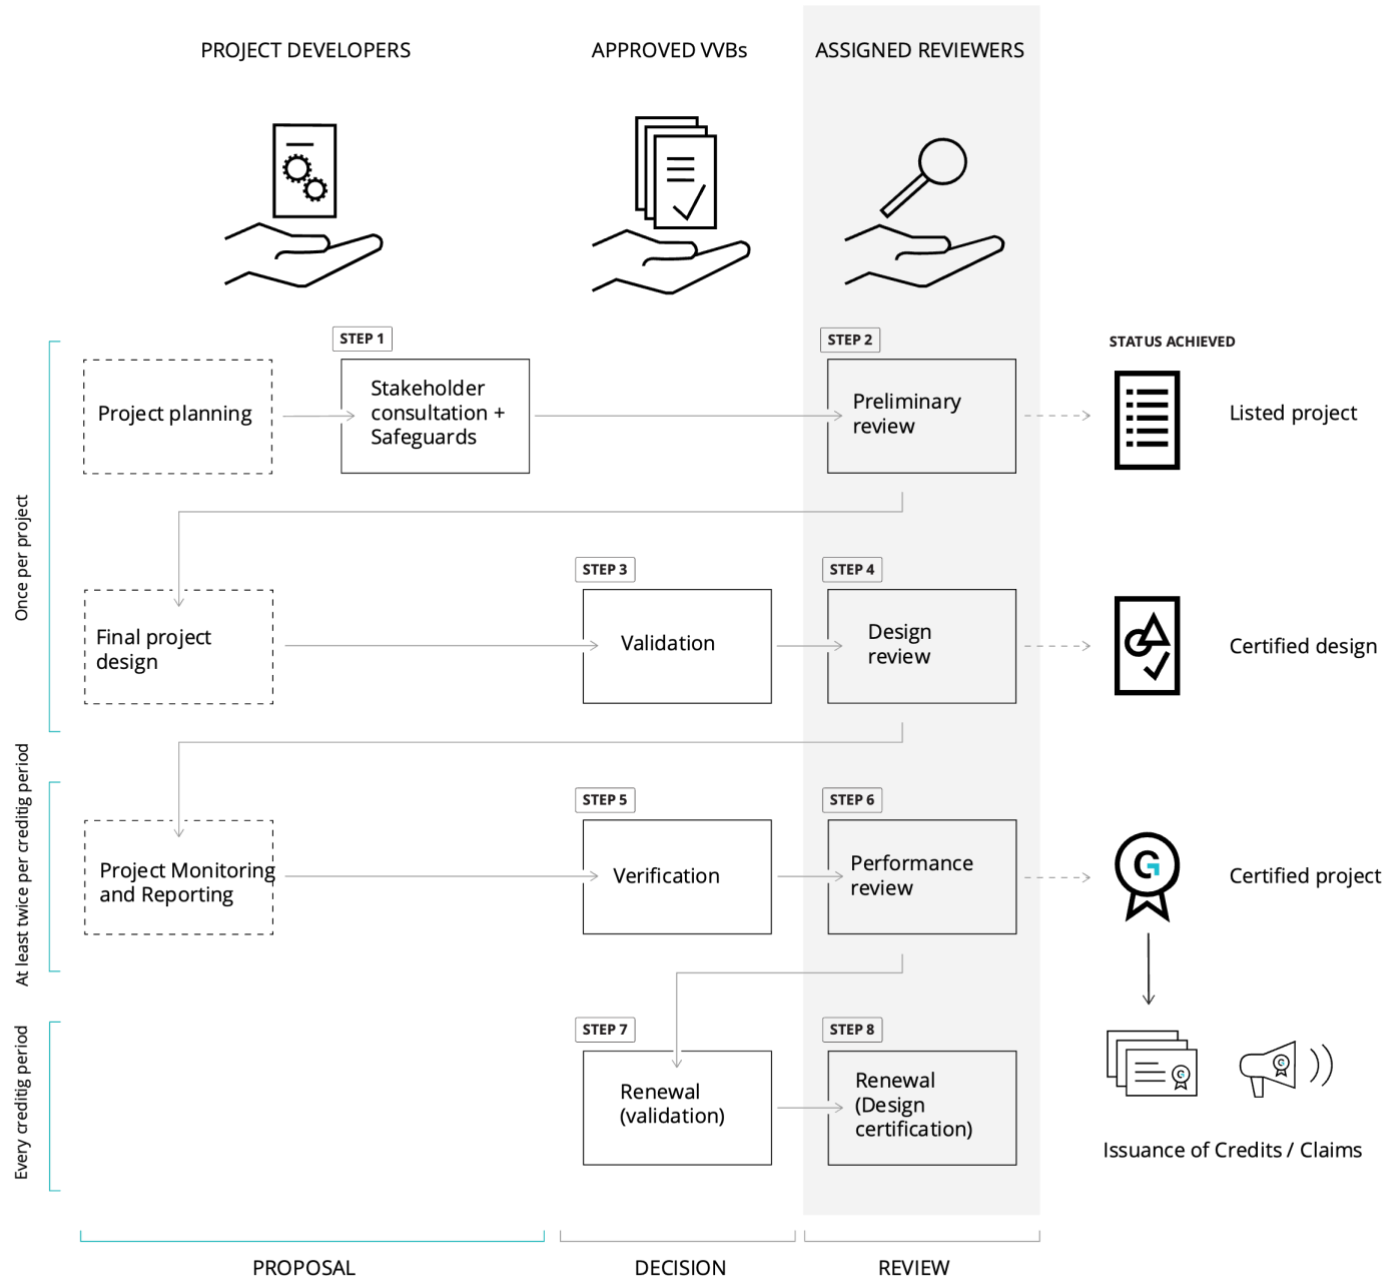 PROJECT DEVELOPERS
APPROVED VVBs
ASSIGNED REVIEWERS
STEP 1
STEP 2
STATUS ACHIEVED
Project planning
Stakeholder
consultation +
Safeguards
Preliminary
review
Listed project
Once per project
STEP 3
STEP 4
Final project
design
Validation
Design
review
Certified design
At least twice per creditig period
STEP 5
STEP 6
Project Monitoring
and Reporting
Verification
Performance
review
G
Certified project
Every creditig period
STEP 7
STEP 8
Renewal
(validation)
Renewal
(Design
certification)
Issuance of Credits / Claims
PROPOSAL
DECISION
REVIEW